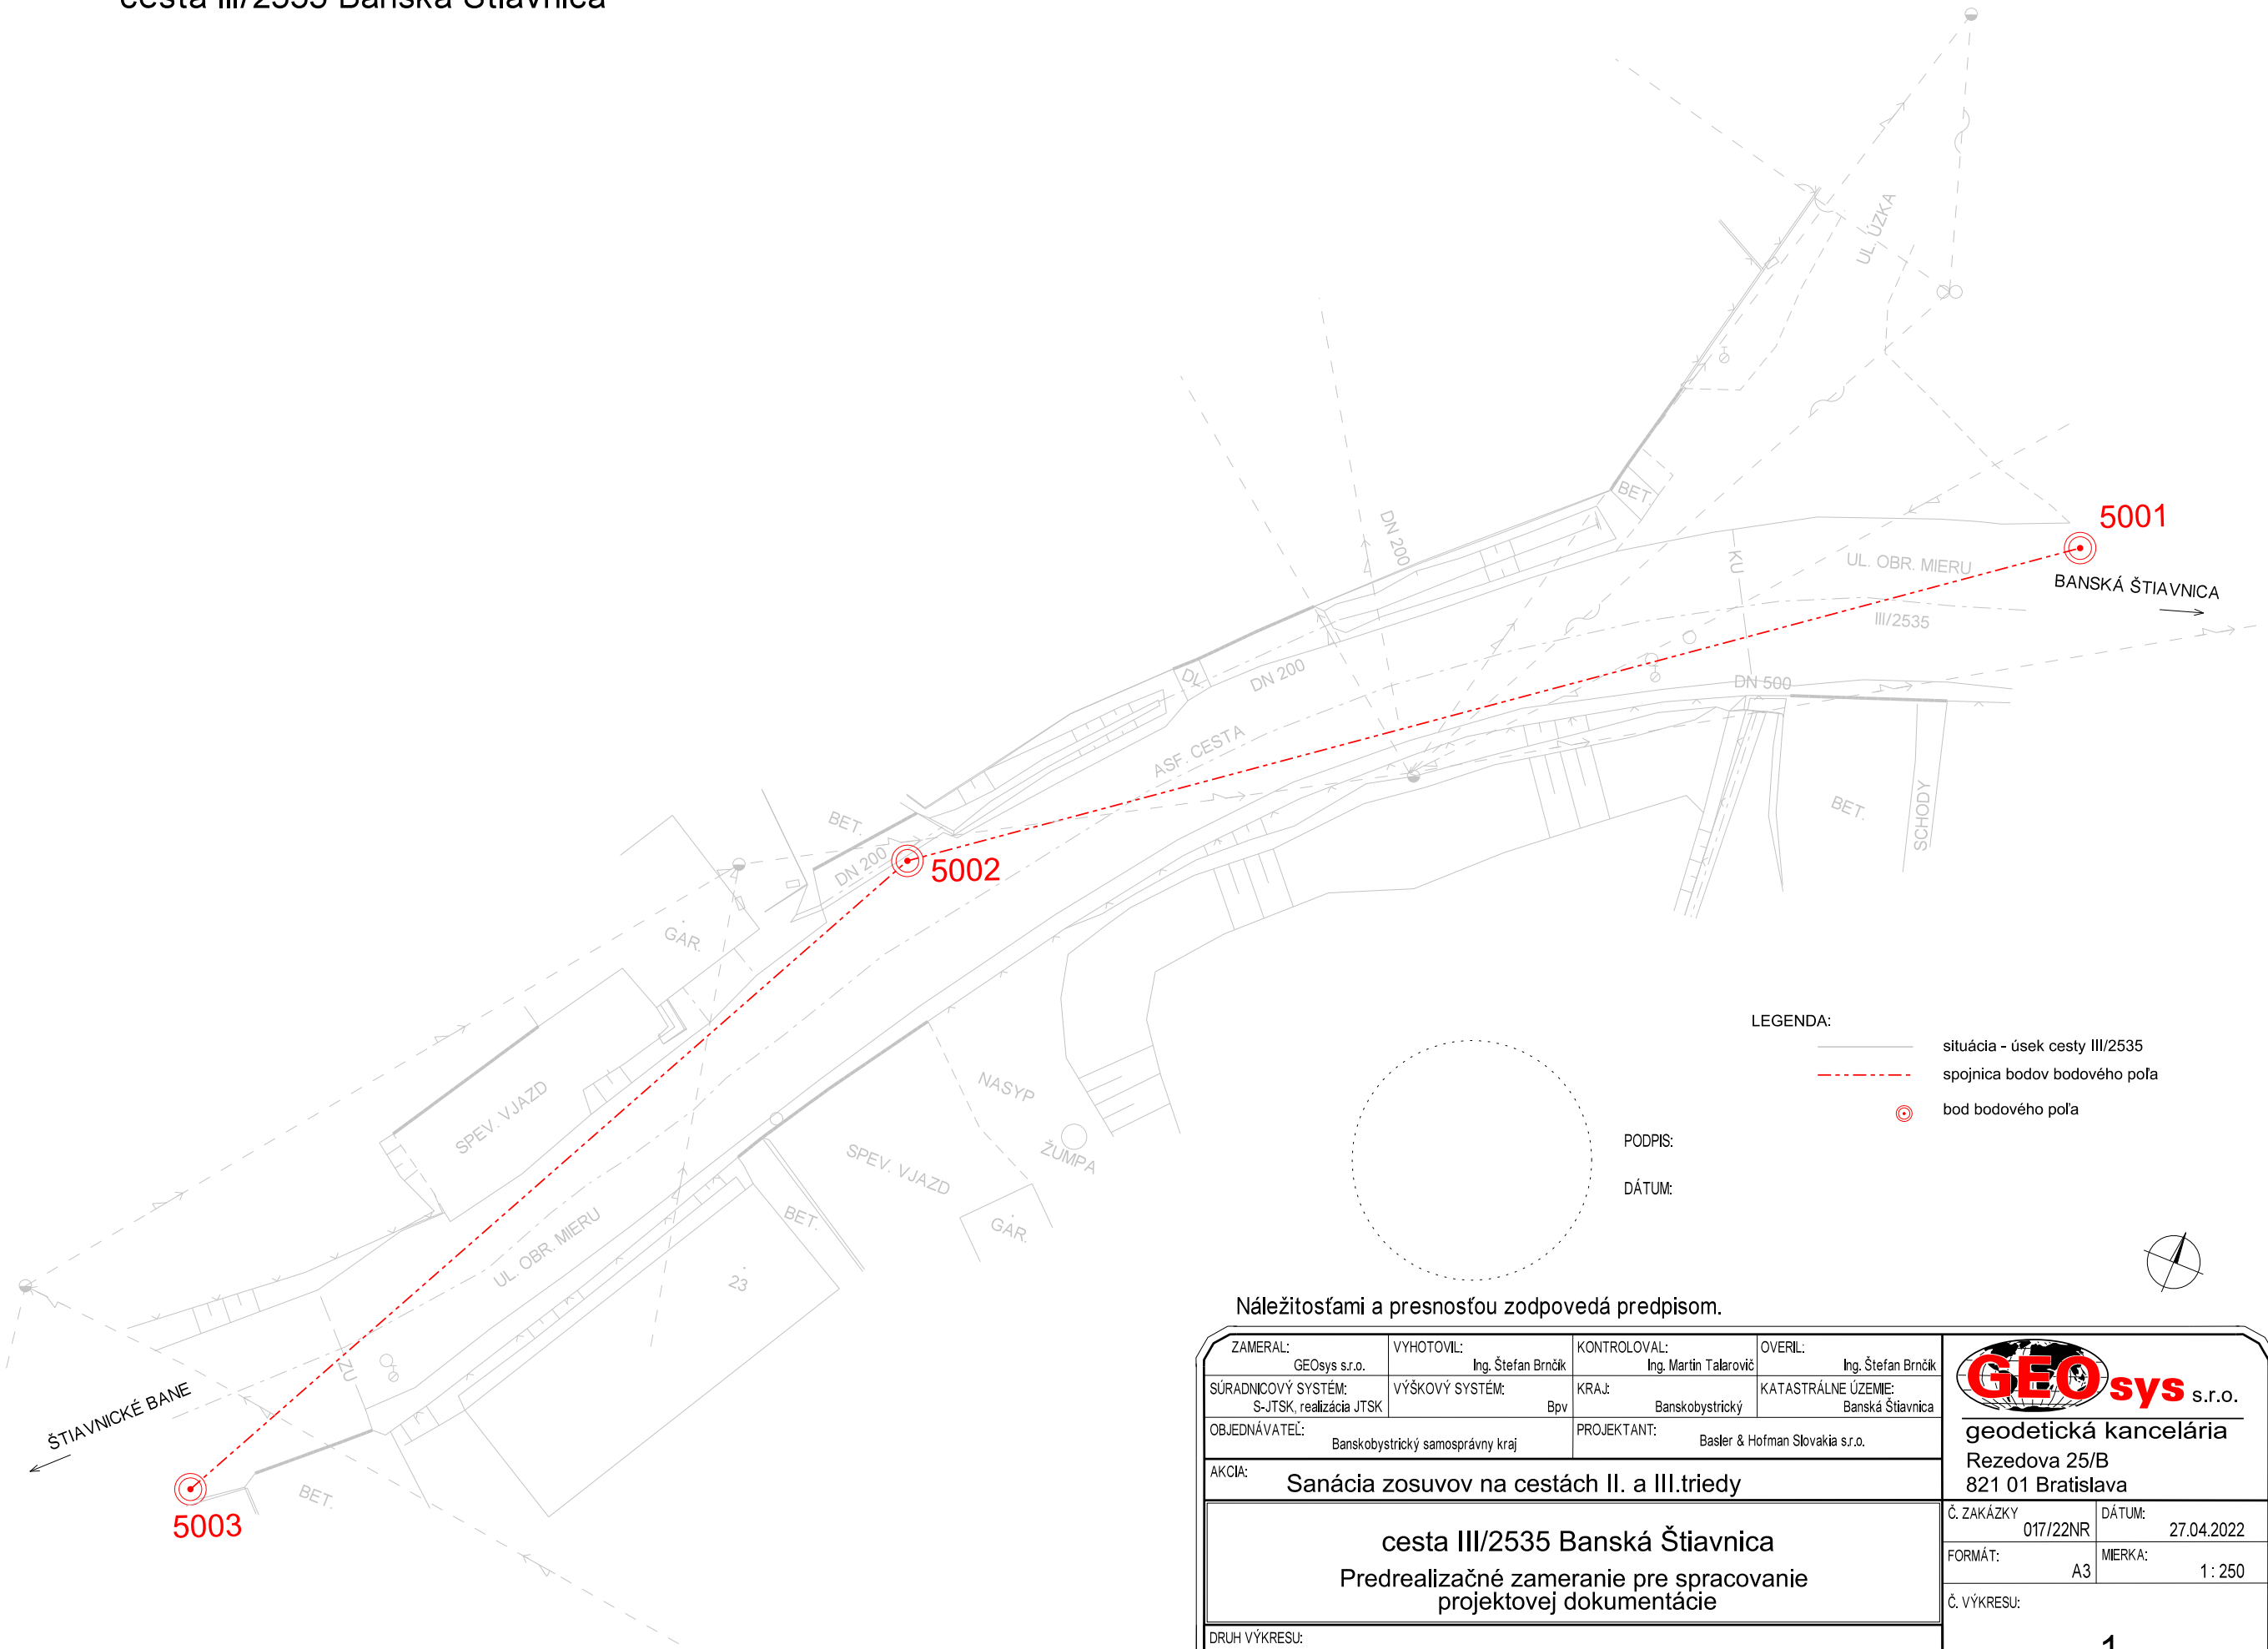 cesta III/2535 Banská Štiavnica
UL. ÚZKA
BET.
DN 200
5001
KU
UL. OBR. MIERU
BANSKÁ ŠTIAVNICA
III/2535
DL.
DN 200
DN 500
ASF. CESTA
BET.
BET.
SCHODY
DN 200
5002
GAR.
LEGENDA:
situácia - úsek cesty III/2535
spojnica bodov bodového poľa
bod bodového poľa
SPEV. VJAZD
NASYP
ŽUMPA
SPEV. VJAZD
PODPIS:
DÁTUM:
BET.
GAR.
UL. OBR. MIERU
23
ZU
ŠTIAVNICKÉ BANE
BET.
5003
Náležitosťami a presnosťou zodpovedá predpisom.
ZAMERAL:
GEOsys s.r.o.
VYHOTOVIL:
Ing. Štefan Brnčík
KONTROLOVAL:
Ing. Martin Talarovič
OVERIL:
Ing. Štefan Brnčík
SÚRADNICOVÝ SYSTÉM:
S-JTSK, realizácia JTSK
VÝŠKOVÝ SYSTÉM:
Bpv
KRAJ:
Banskobystrický
KATASTRÁLNE ÚZEMIE:
Banská Štiavnica
OBJEDNÁVATEĽ:
Banskobystrický samosprávny kraj
PROJEKTANT:
Basler & Hofman Slovakia s.r.o.
AKCIA:
Sanácia zosuvov na cestách II. a III.triedy
cesta III/2535 Banská Štiavnica
Predrealizačné zameranie pre spracovanie
projektovej dokumentácie
DRUH VÝKRESU:
GEOsys s.r.o.
geodetická kancelária
Rezedova 25/B
821 01 Bratislava
Č. ZAKÁZKY
017/22NR
DÁTUM:
27.04.2022
FORMÁT:
A3
MIERKA:
1 : 250
Č. VÝKRESU:
1